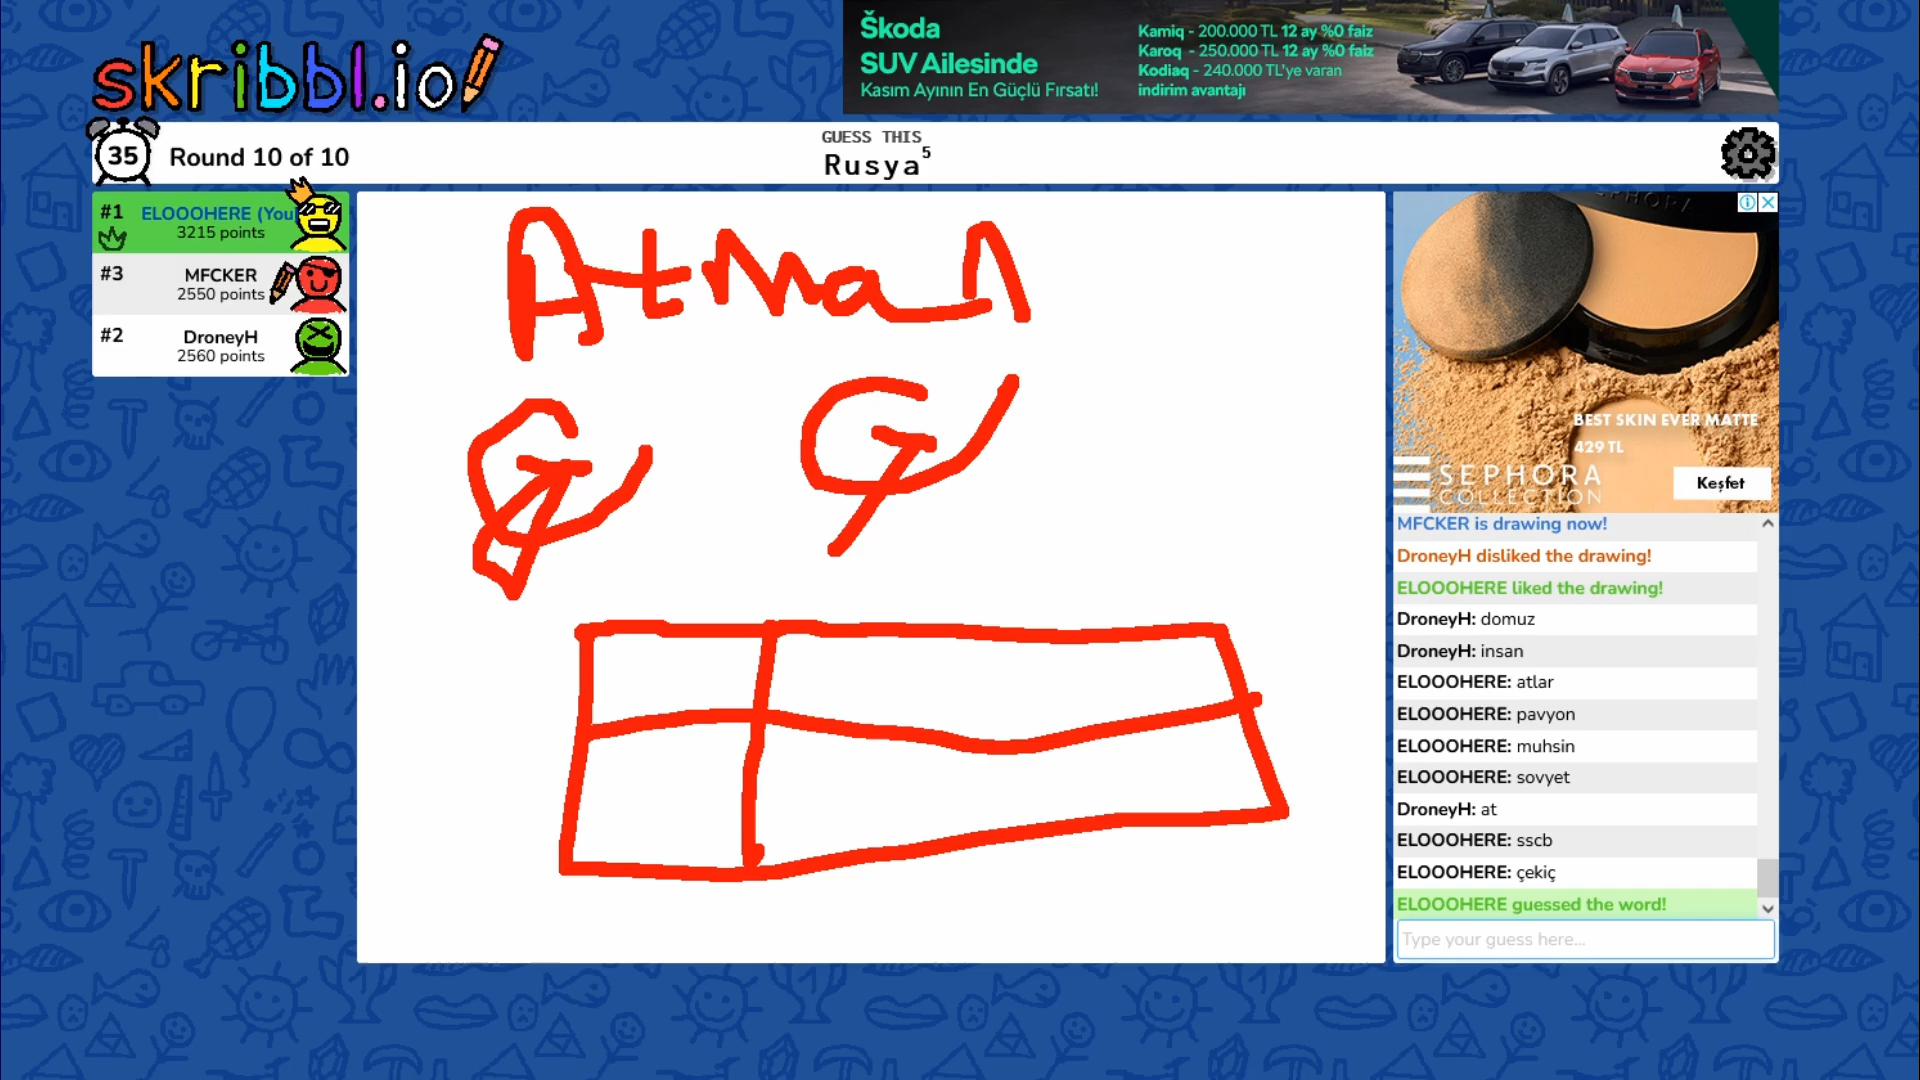 skribbl.io
Škoda
SUV Ailesinde
Kasım Ayının En Güçlü Fırsatı!
Kamiq - 200.000 TL 12 ay %0 faiz
Karoq - 250.000 TL 12 ay %0 faiz
Kodiaq - 240.000 TL'ye varan
indirim avantajı
35
Round 10 of 10
GUESS THIS
Rusya5
#1
ELOOOHERE (You
3215 points
#3
MFCKER
2550 points
#2
DroneyH
2560 points
SEPHORA
BEST SKIN EVER MATTE
429 TL
SEPHORA
COLLECTION
Keşfet
MFCKER is drawing now!
DroneyH disliked the drawing!
ELOOOHERE liked the drawing!
DroneyH: domuz
DroneyH: insan
ELOOOHERE: atlar
ELOOOHERE: pavyon
ELOOOHERE: muhsin
ELOOOHERE: sovyet
DroneyH: at
ELOOOHERE: sscb
ELOOOHERE: çekiç
ELOOOHERE guessed the word!
Type your guess here...